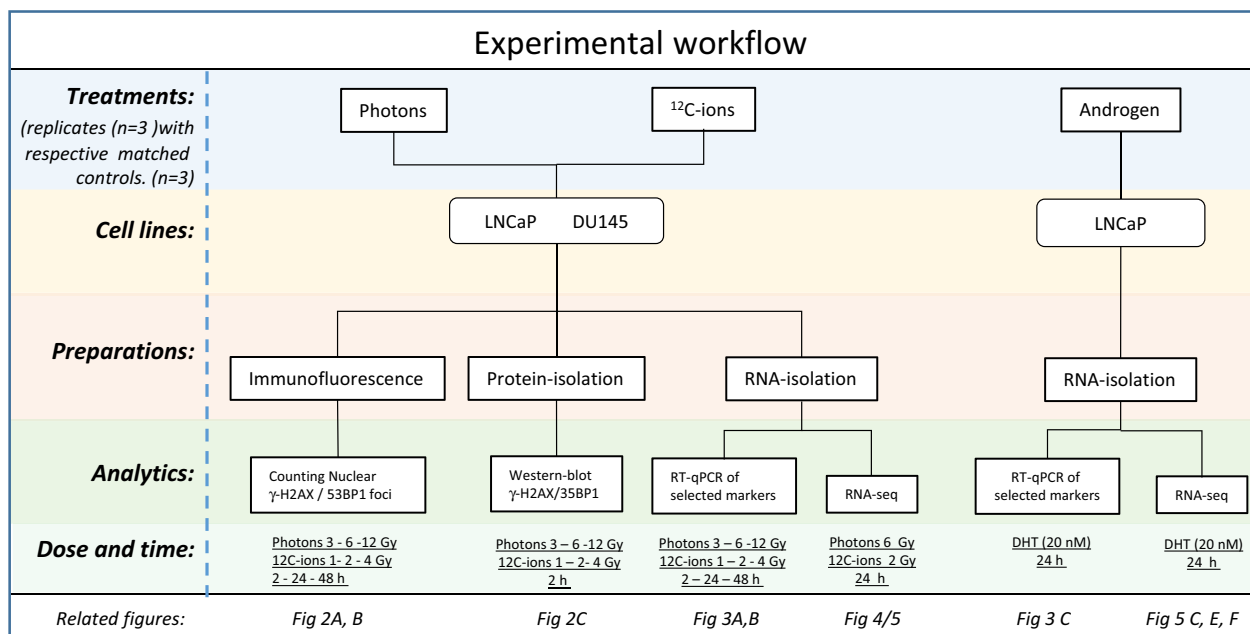 Experimental workflow
Treatments:
(replicates (n=3 )with
respective matched
controls. (n=3)
Photons
¹²C-ions
Androgen
Cell lines:
LNCaP DU145
LNCaP
Preparations:
Immunofluorescence
Protein-isolation
RNA-isolation
RNA-isolation
Analytics:
Counting Nuclear
γ-H2AX / 53BP1 foci
Western-blot
γ-H2AX/35BP1
RT-qPCR of
selected markers
RNA-seq
RT-qPCR of
selected markers
RNA-seq
Dose and time:
Photons 3 - 6 -12 Gy
12C-ions 1- 2 - 4 Gy
2 - 24 - 48 h
Photons 3 – 6 -12 Gy
12C-ions 1 – 2- 4 Gy
2 h
Photons 3 – 6 -12 Gy
12C-ions 1 – 2 - 4 Gy
2 – 24 – 48 h
Photons 6 Gy
12C-ions 2 Gy
24 h
DHT (20 nM)
24 h
DHT (20 nM)
24 h
Related figures:
Fig 2A, B
Fig 2C
Fig 3A,B
Fig 4/5
Fig 3 C
Fig 5 C, E, F